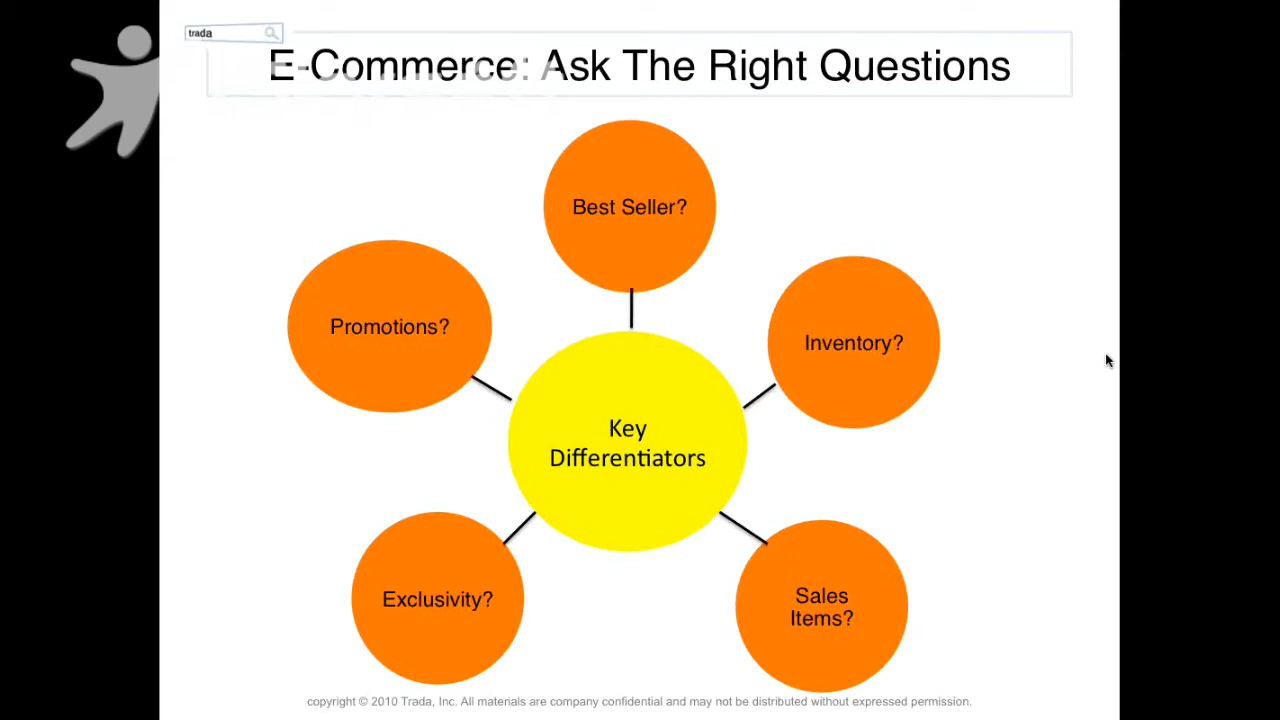 trada
E-Commerce: Ask The Right Questions
Best Seller?
Promotions?
Inventory?
Key
Differentiators
Exclusivity?
Sales
Items?
copyright © 2010 Trada, Inc. All materials are company confidential and may not be distributed without expressed permission.